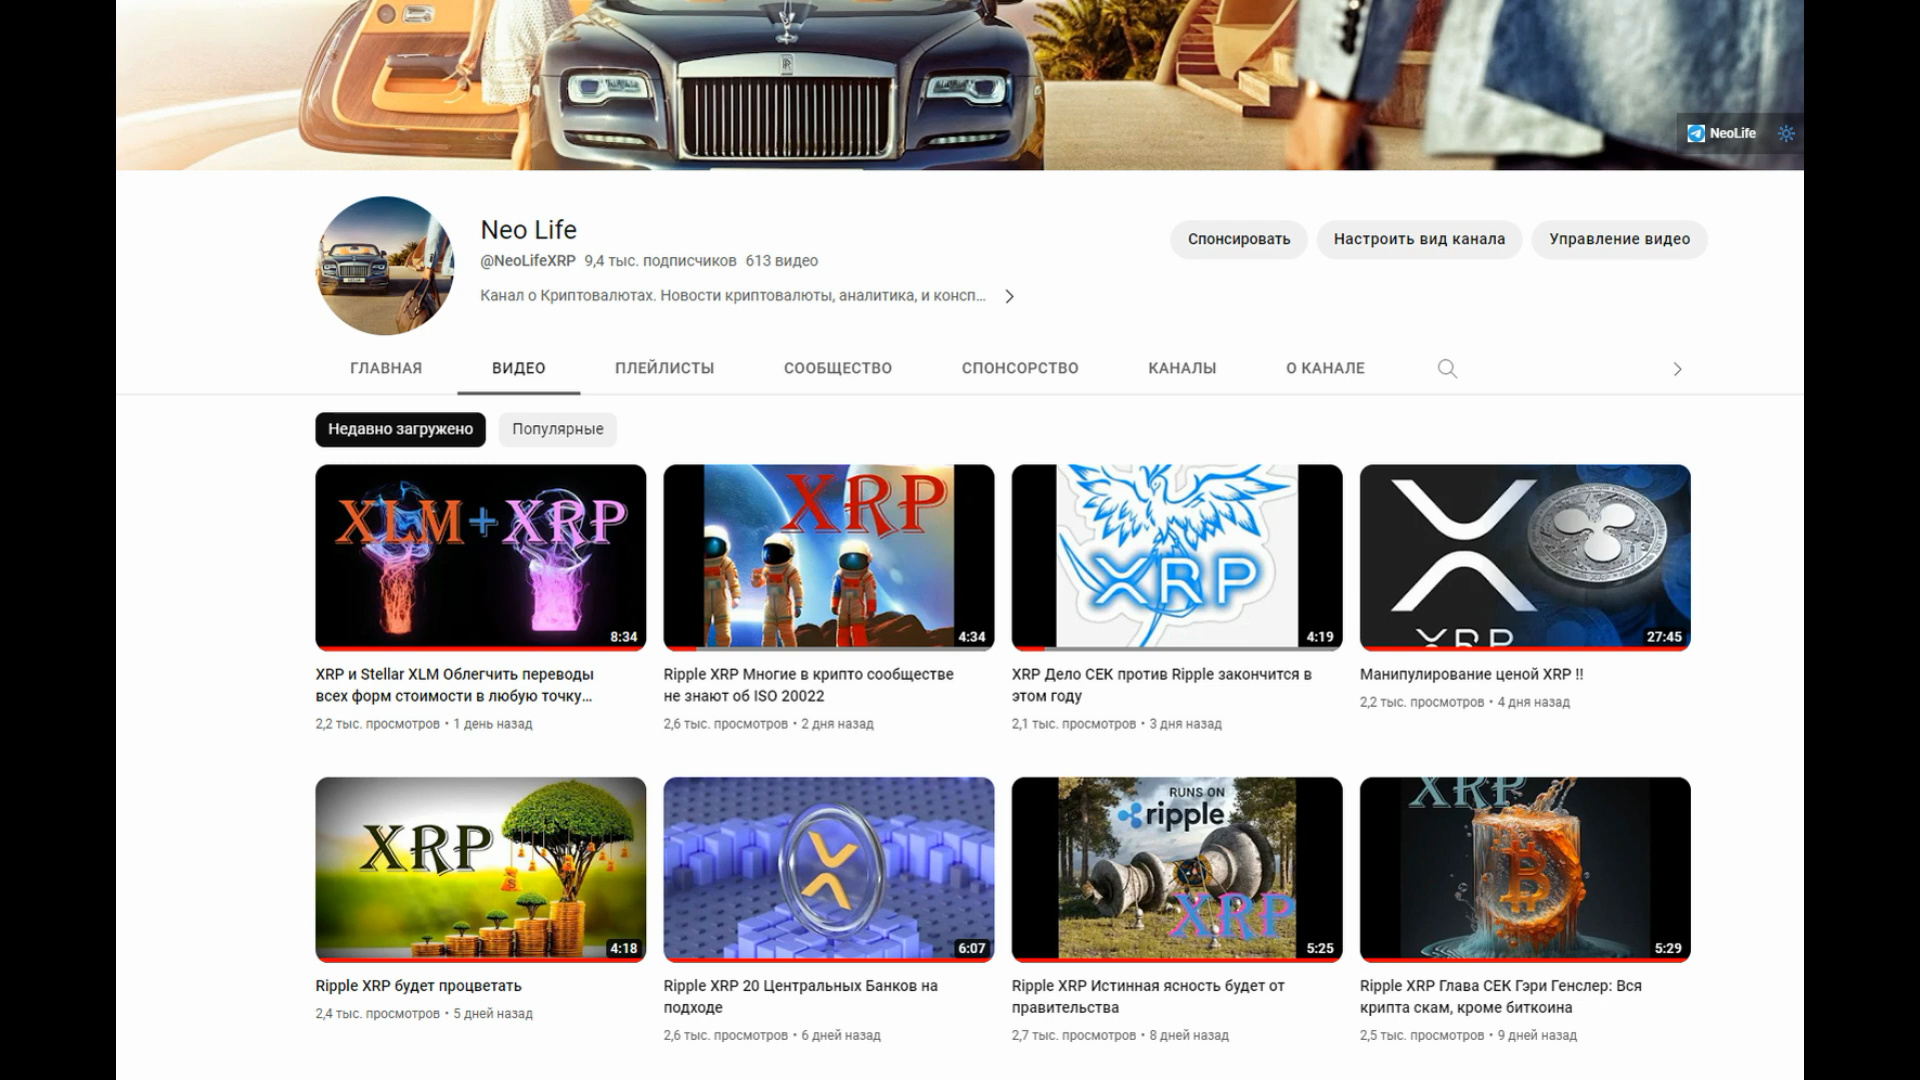 NeoLife
Neo Life
Спонсировать
Настроить вид канала
Управление видео
@NeoLifeXRP 9,4 тыс. подписчиков 613 видео
Канал о Криптовалютах. Новости криптовалюты, аналитика, и консп...
ГЛАВНАЯ
ВИДЕО
ПЛЕЙЛИСТЫ
СООБЩЕСТВО
СПОНСОРСТВО
КАНАЛЫ
О КАНАЛЕ
Недавно загружено
Популярные
XLM+XRP
8:34
XRP
4:34
XRP
4:19
XRP
27:45
XRP и Stellar XLM Облегчить переводы
всех форм стоимости в любую точку...
2,2 тыс. просмотров • 1 день назад
Ripple XRP Многие в крипто сообществе
не знают об ISO 20022
2,6 тыс. просмотров • 2 дня назад
XRP Дело СЕК против Ripple закончится в
этом году
2,1 тыс. просмотров • 3 дня назад
Манипулирование ценой XRP !!
2,2 тыс. просмотров • 4 дня назад
XRP
4:18
6:07
RUNS ON
ripple
XRP
5:25
XRP
5:29
Ripple XRP будет процветать
2,4 тыс. просмотров • 5 дней назад
Ripple XRP 20 Центральных Банков на
подходе
2,6 тыс. просмотров • 6 дней назад
Ripple XRP Истинная ясность будет от
правительства
2,7 тыс. просмотров • 8 дней назад
Ripple XRP Глава СЕК Гэри Генслер: Вся
крипта скам, кроме биткоина
2,5 тыс. просмотров • 9 дней назад